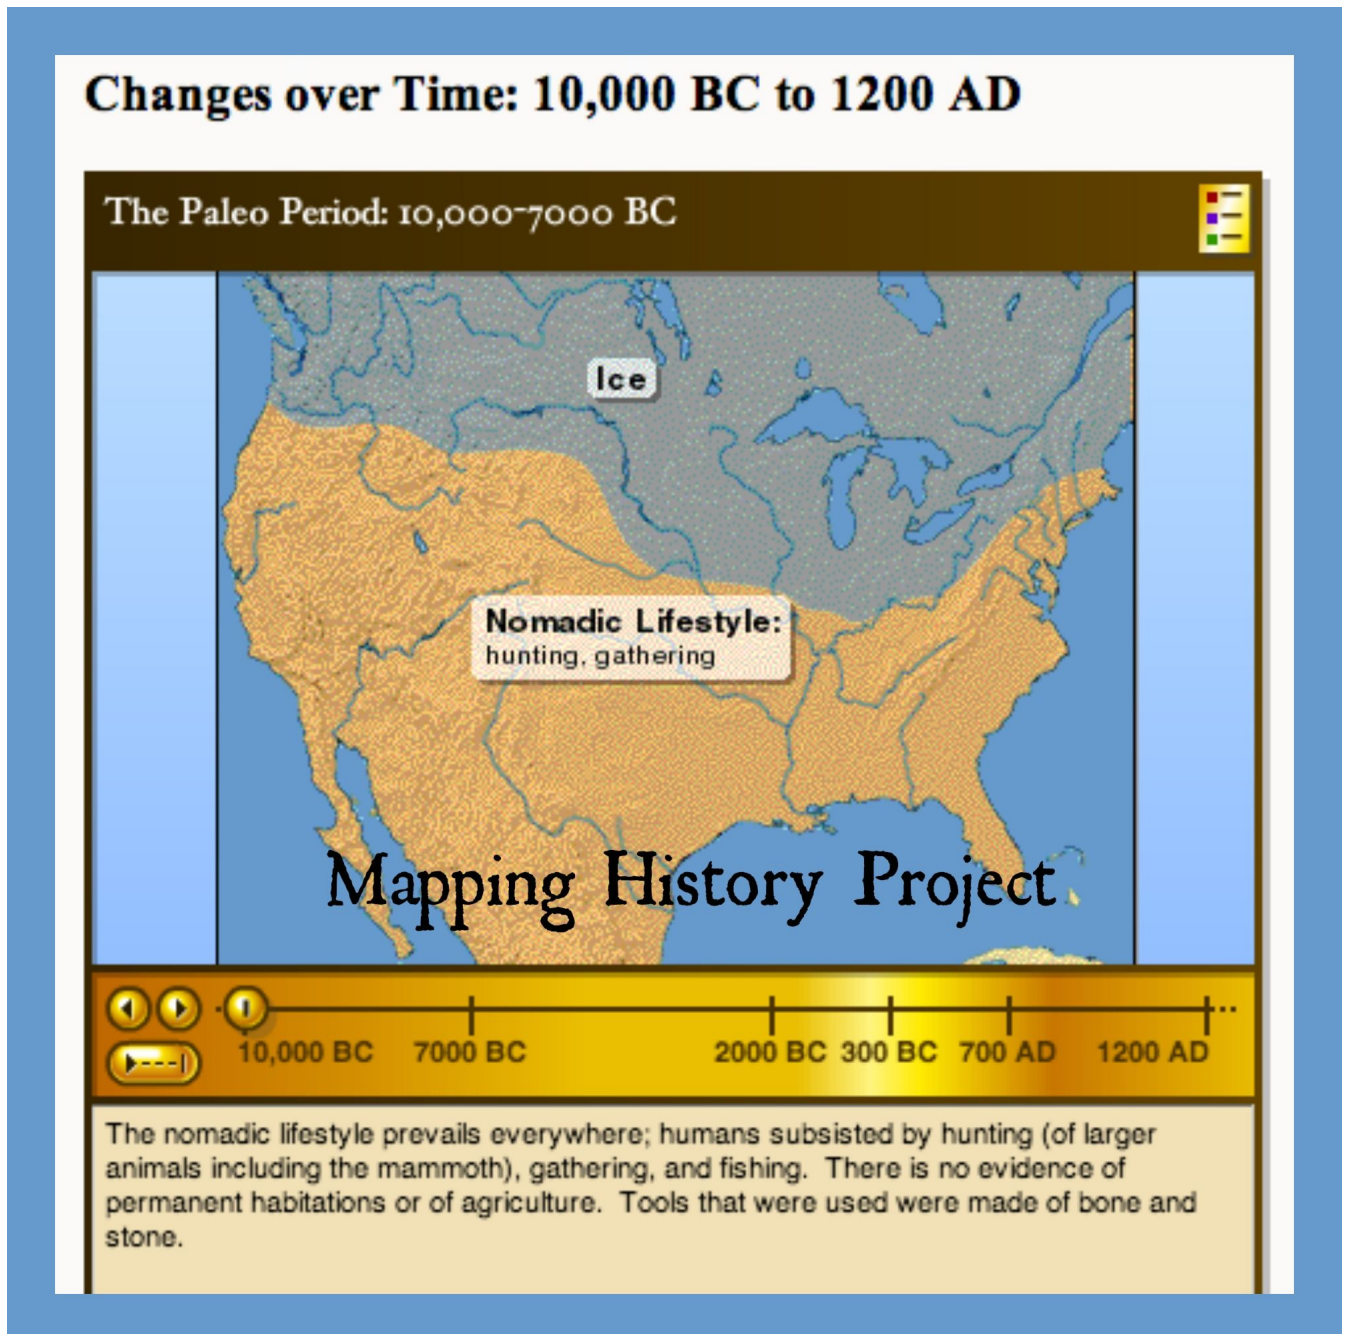 Changes over Time: 10,000 BC to 1200 AD
The Paleo Period: 10,000-7000 BC
Ice
Nomadic Lifestyle:
hunting, gathering
Mapping History Project
10,000 BC 7000 BC 2000 BC 300 BC 700 AD 1200 AD
The nomadic lifestyle prevails everywhere; humans subsisted by hunting (of larger
animals including the mammoth), gathering, and fishing.  There is no evidence of
permanent habitations or of agriculture.  Tools that were used were made of bone and
stone.